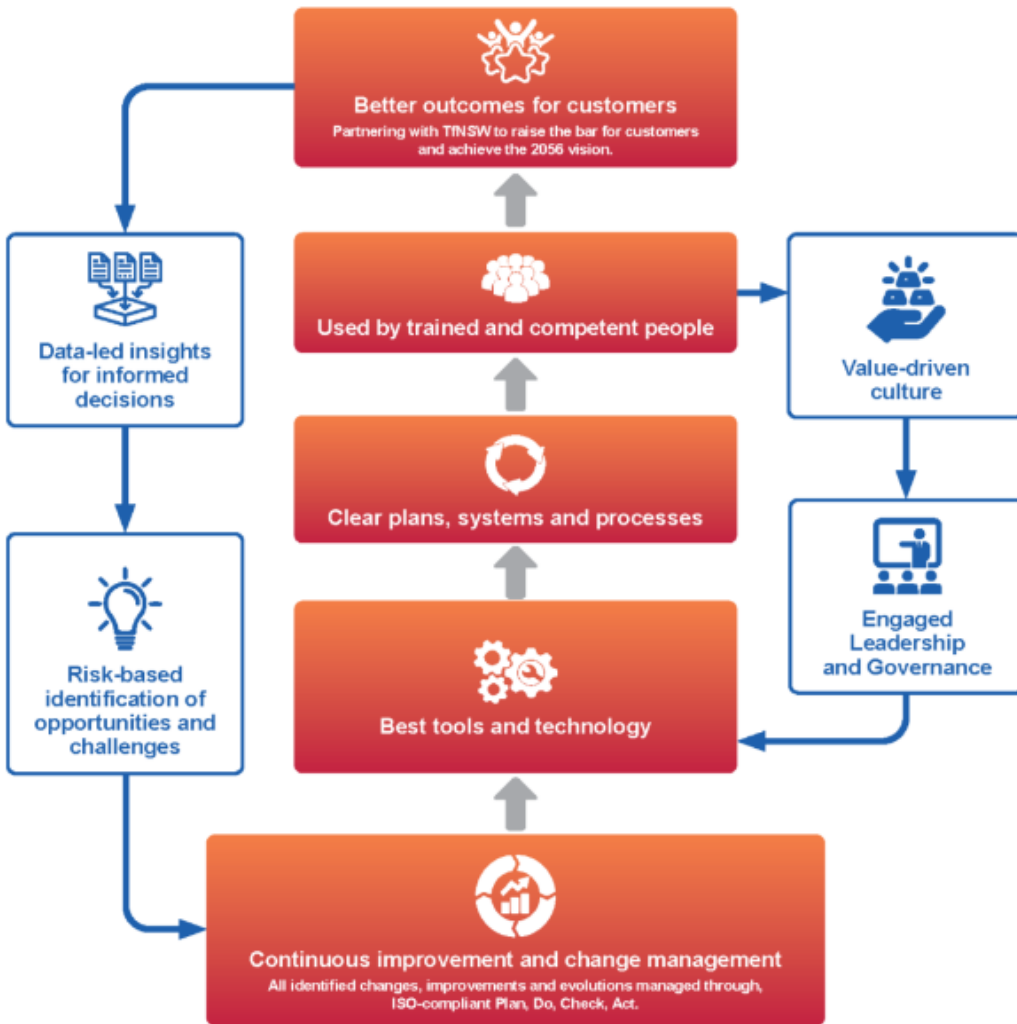 Better outcomes for customers
Partnering with TfNSW to raise the bar for customers
and achieve the 2056 vision.
Data-led insights
for informed
decisions
Used by trained and competent people
Value-driven
culture
Clear plans, systems and processes
Risk-based
identification of
opportunities and
challenges
Engaged
Leadership
and Governance
Best tools and technology
Continuous improvement and change management
All identified changes, improvements and evolutions managed through,
ISO-compliant Plan, Do, Check, Act.